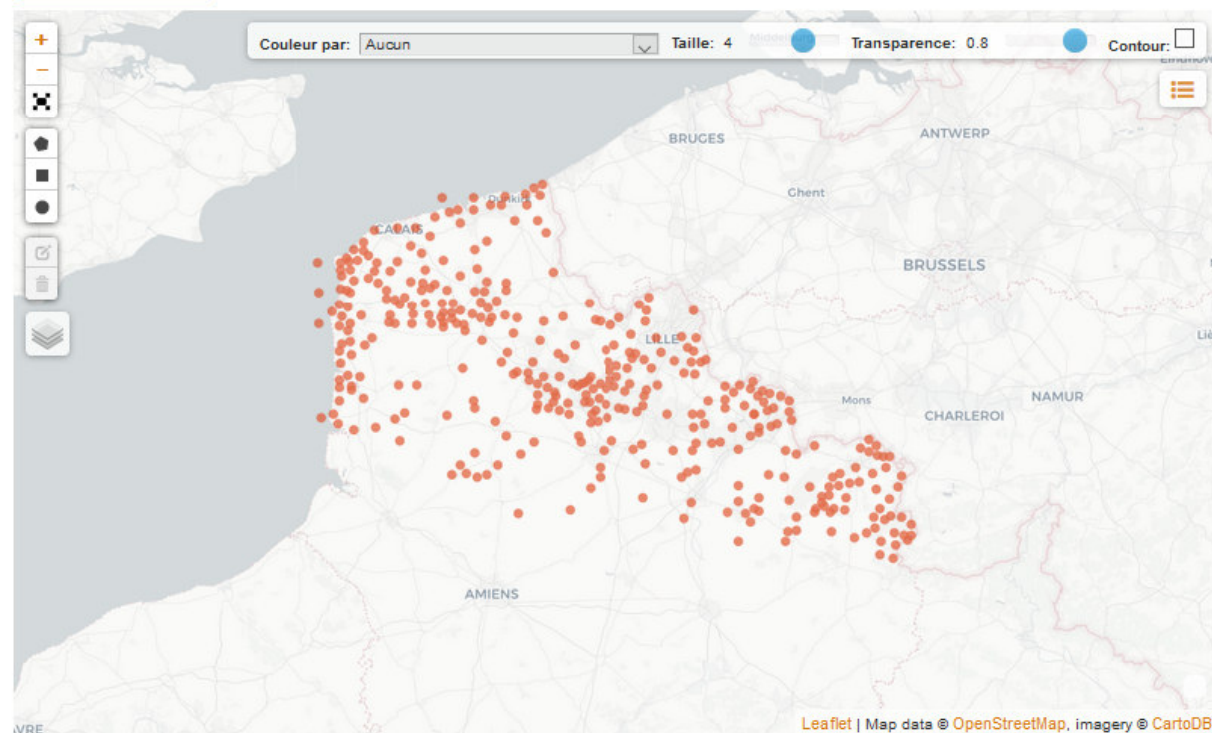 +
Couleur par: Aucun Taille: 4 Transparence: 0.8 Contour:
−
BRUGES
ANTWERP
Ghent
CALAIS
BRUSSELS
LILLE
Mons
NAMUR
CHARLEROI
AMIENS
Leaflet | Map data © OpenStreetMap, imagery © CartoDB